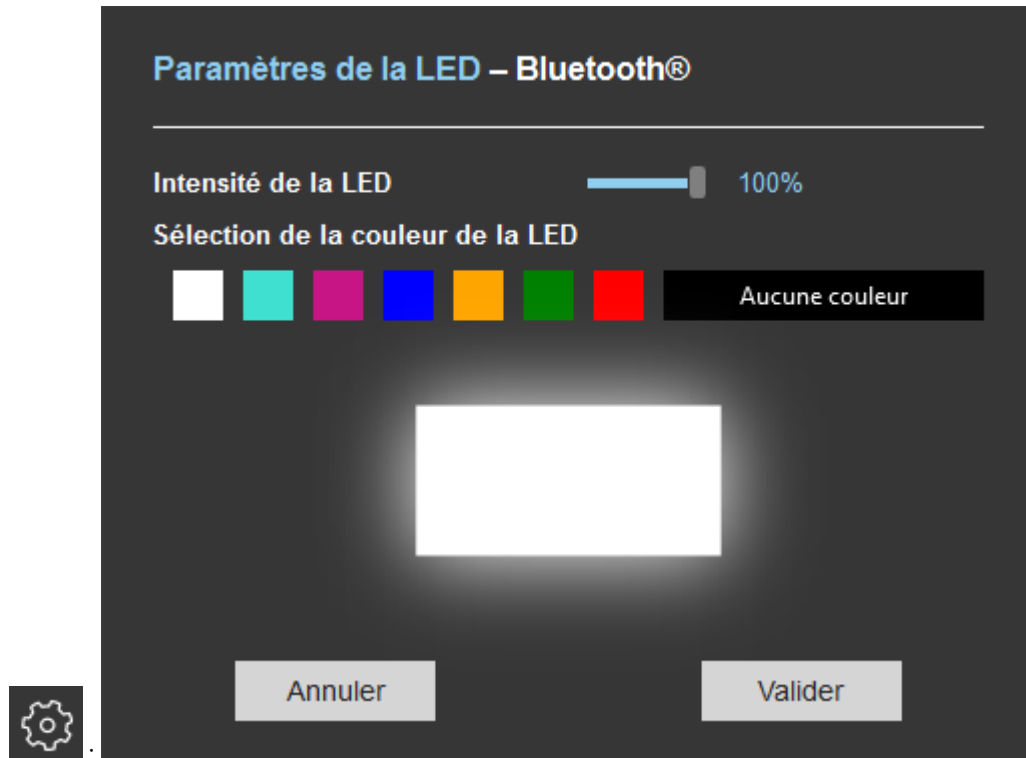 Paramètres de la LED – Bluetooth®
Intensité de la LED 100%
Sélection de la couleur de la LED
Aucune couleur
Annuler Valider
.